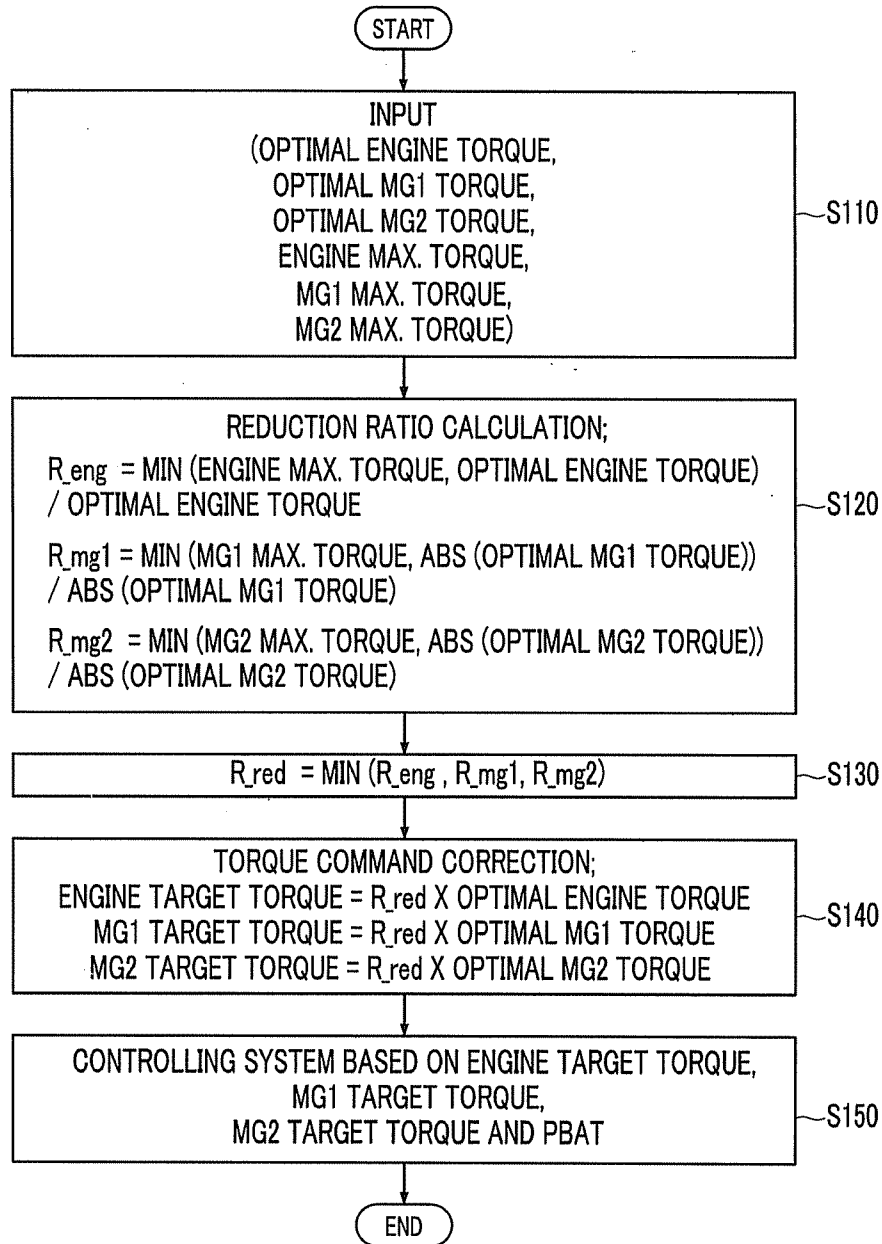 START
INPUT
(OPTIMAL ENGINE TORQUE,
OPTIMAL MG1 TORQUE,
OPTIMAL MG2 TORQUE,
ENGINE MAX. TORQUE,
MG1 MAX. TORQUE,
MG2 MAX. TORQUE)
S110
REDUCTION RATIO CALCULATION;
R_eng = MIN (ENGINE MAX. TORQUE, OPTIMAL ENGINE TORQUE)
/ OPTIMAL ENGINE TORQUE
R_mg1 = MIN (MG1 MAX. TORQUE, ABS (OPTIMAL MG1 TORQUE))
/ ABS (OPTIMAL MG1 TORQUE)
R_mg2 = MIN (MG2 MAX. TORQUE, ABS (OPTIMAL MG2 TORQUE))
/ ABS (OPTIMAL MG2 TORQUE)
S120
R_red = MIN (R_eng , R_mg1, R_mg2)
S130
TORQUE COMMAND CORRECTION;
ENGINE TARGET TORQUE = R_red X OPTIMAL ENGINE TORQUE
MG1 TARGET TORQUE = R_red X OPTIMAL MG1 TORQUE
MG2 TARGET TORQUE = R_red X OPTIMAL MG2 TORQUE
S140
CONTROLLING SYSTEM BASED ON ENGINE TARGET TORQUE,
MG1 TARGET TORQUE,
MG2 TARGET TORQUE AND PBAT
S150
END